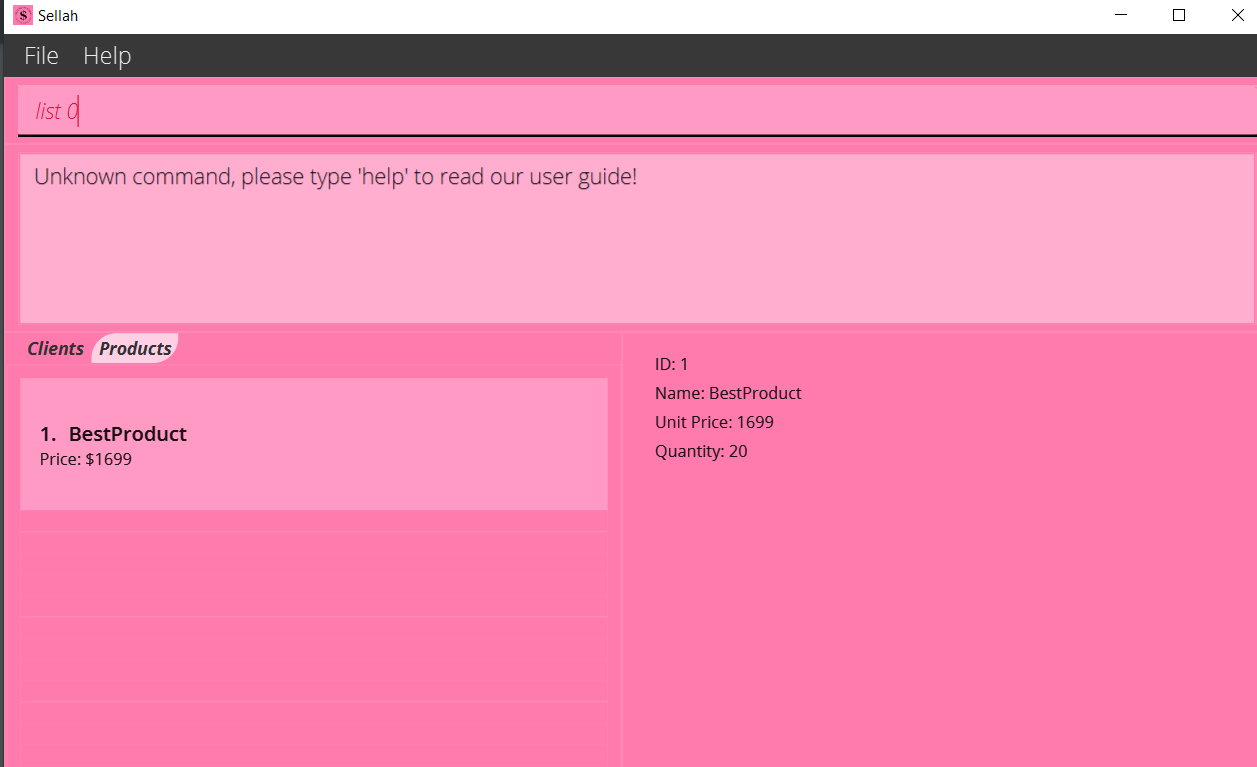 Sellah
File Help
list 0
Unknown command, please type 'help' to read our user guide!
Clients Products
1. BestProduct
Price: $1699
ID: 1
Name: BestProduct
Unit Price: 1699
Quantity: 20